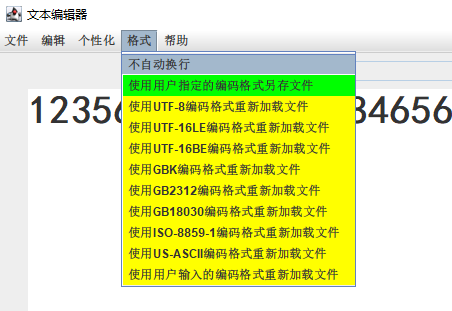 文本编辑器
文件 编辑 个性化 格式 帮助
不自动换行
使用用户指定的编码格式另存文件
使用UTF-8编码格式重新加载文件
使用UTF-16LE编码格式重新加载文件
使用UTF-16BE编码格式重新加载文件
使用GBK编码格式重新加载文件
使用GB2312编码格式重新加载文件
使用GB18030编码格式重新加载文件
使用ISO-8859-1编码格式重新加载文件
使用US-ASCII编码格式重新加载文件
使用用户输入的编码格式重新加载文件
12356 84656